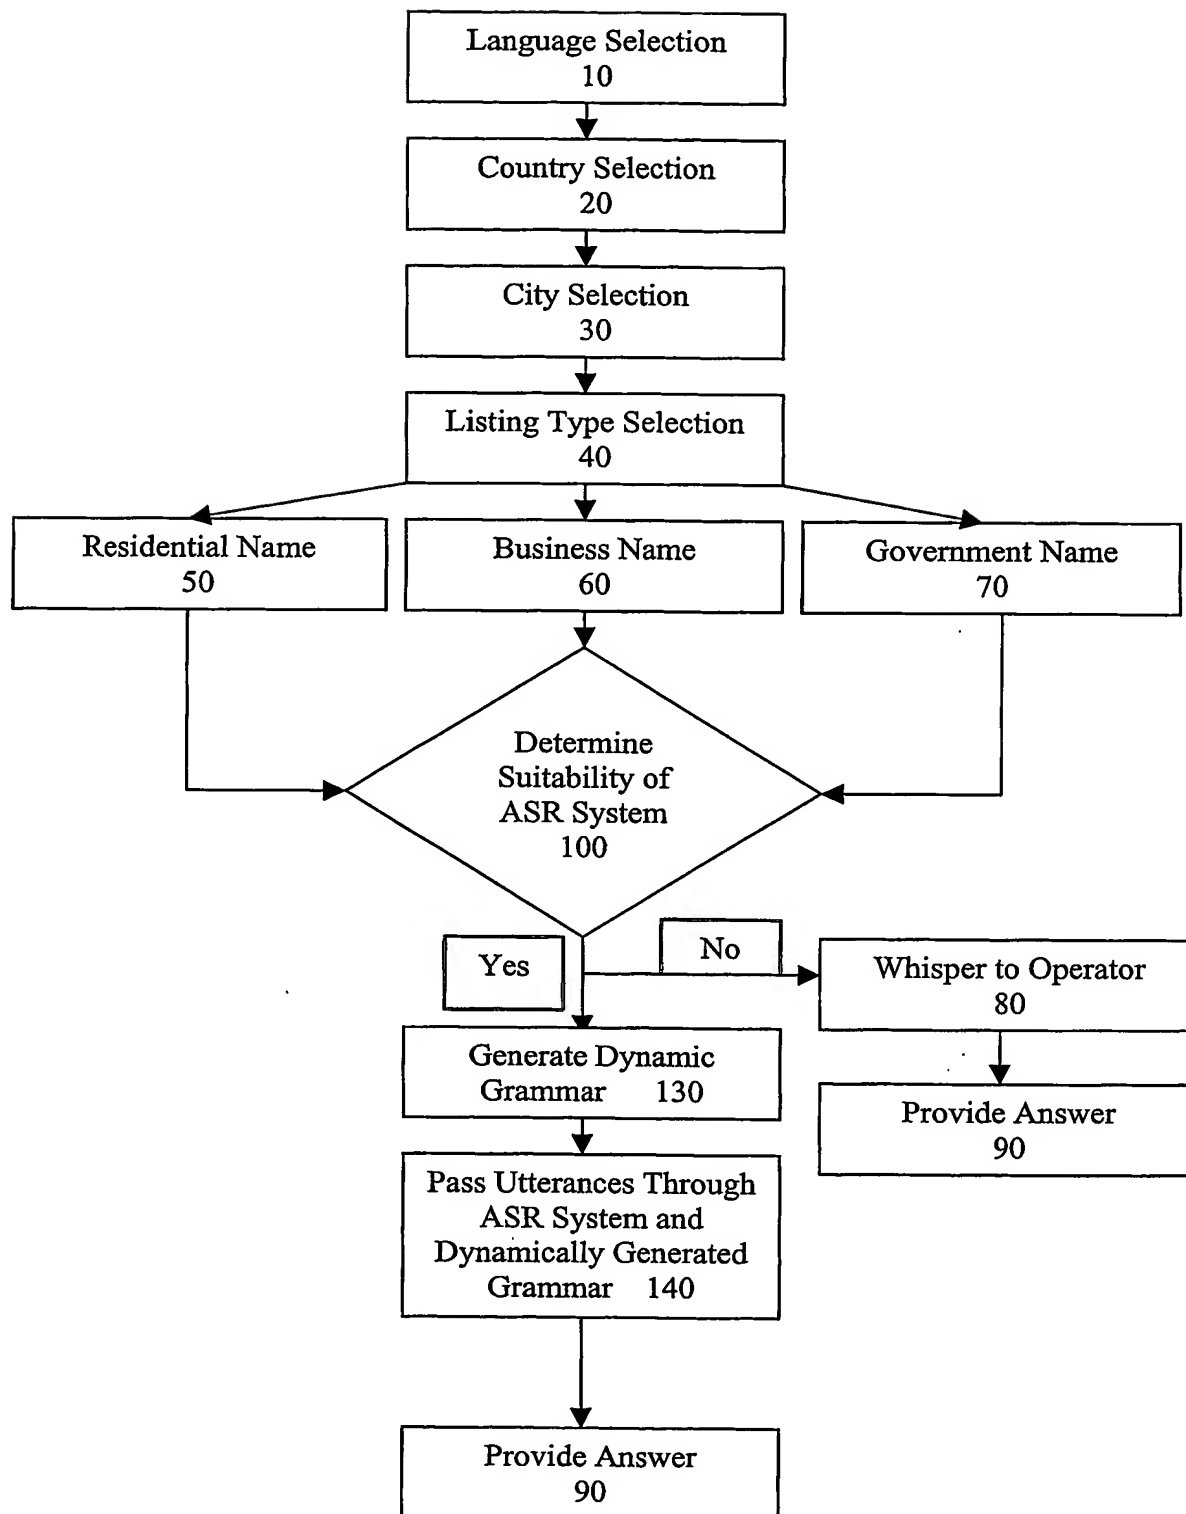 Language Selection
10
Country Selection
20
City Selection
30
Listing Type Selection
40
Residential Name
50
Business Name
60
Government Name
70
Determine
Suitability of
ASR System
100
Yes
No
Whisper to Operator
80
Generate Dynamic
Grammar 130
Provide Answer
90
Pass Utterances Through
ASR System and
Dynamically Generated
Grammar 140
Provide Answer
90